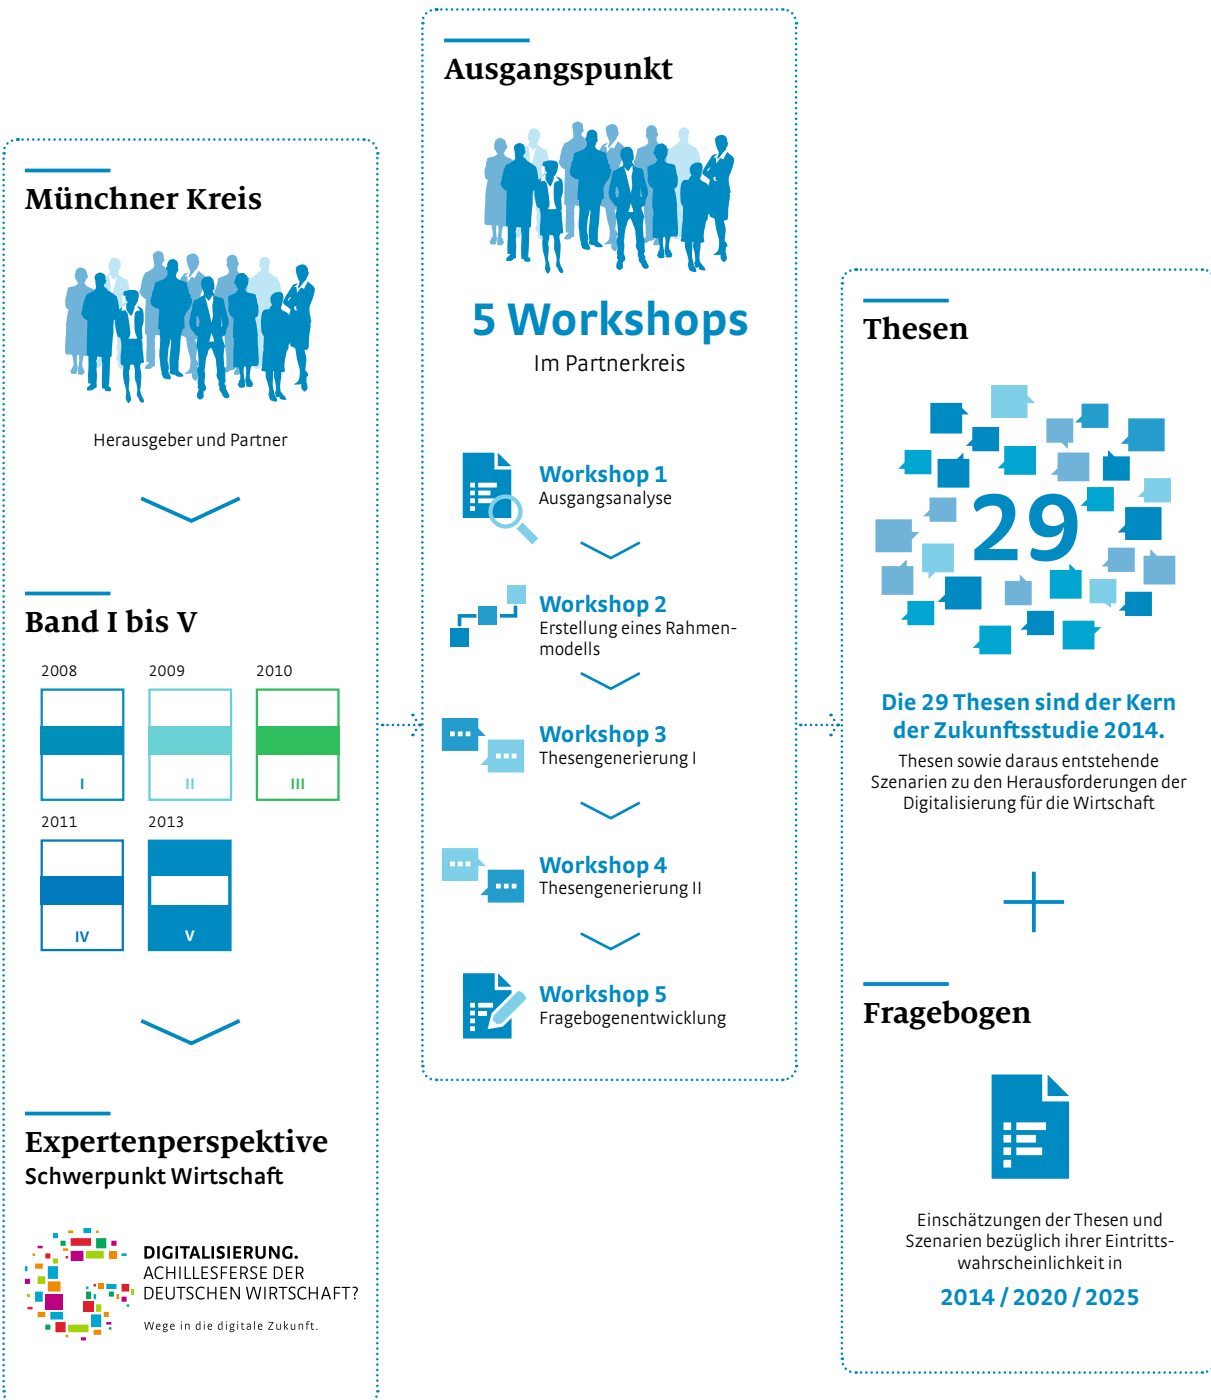 Münchner Kreis
Herausgeber und Partner
Band I bis V
2008
2009
2010
I
II
III
2011
2013
IV
V
Expertenperspektive
Schwerpunkt Wirtschaft
DIGITALISIERUNG.
ACHILLESFERSE DER
DEUTSCHEN WIRTSCHAFT?
Wege in die digitale Zukunft.
Ausgangspunkt
5 Workshops
Im Partnerkreis
Workshop 1
Ausgangsanalyse
Workshop 2
Erstellung eines Rahmen-
modells
Workshop 3
Thesengenerierung I
Workshop 4
Thesengenerierung II
Workshop 5
Fragebogenentwicklung
Thesen
29
Die 29 Thesen sind der Kern
der Zukunftsstudie 2014.
Thesen sowie daraus entstehende
Szenarien zu den Herausforderungen der
Digitalisierung für die Wirtschaft
Fragebogen
Einschätzungen der Thesen und
Szenarien bezüglich ihrer Eintritts-
wahrscheinlichkeit in
2014 / 2020 / 2025